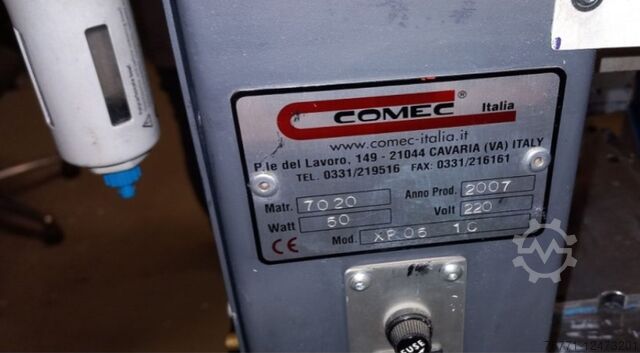 COMEC® Italia
www.comec-italia.it
P.le del Lavoro, 149 - 21044 CAVARIA (VA) ITALY
TEL. 0331/219516 FAX: 0331/216161
Matr. 7020 Anno Prod. 2007
Watt 50 Volt 220
CE Mod. XP 05 1C
FUSE